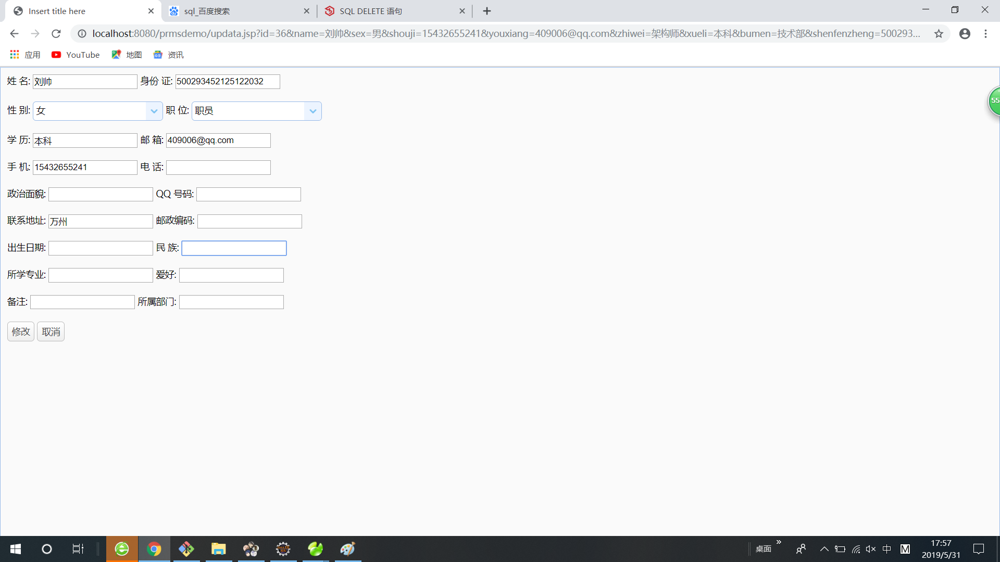 Insert title here
sql_百度搜索
SQL DELETE 语句
localhost:8080/prmsdemo/updata.jsp?id=36&name=刘帅&sex=男&shouji=15432655241&youxiang=409006@qq.com&zhiwei=架构师&xueli=本科&bumen=技术部&shenfenzheng=500293...
应用 YouTube 地图 资讯
姓 名: 刘帅 身份 证: 500293452125122032
55
性 别: 女 职 位: 职员
学 历: 本科 邮 箱: 409006@qq.com
手 机: 15432655241 电 话:
政治面貌: QQ 号码:
联系地址: 万州 邮政编码:
出生日期: 民 族:
所学专业: 爱好:
备注: 所属部门:
修改 取消
桌面 » 中 M 17:57
2019/5/31